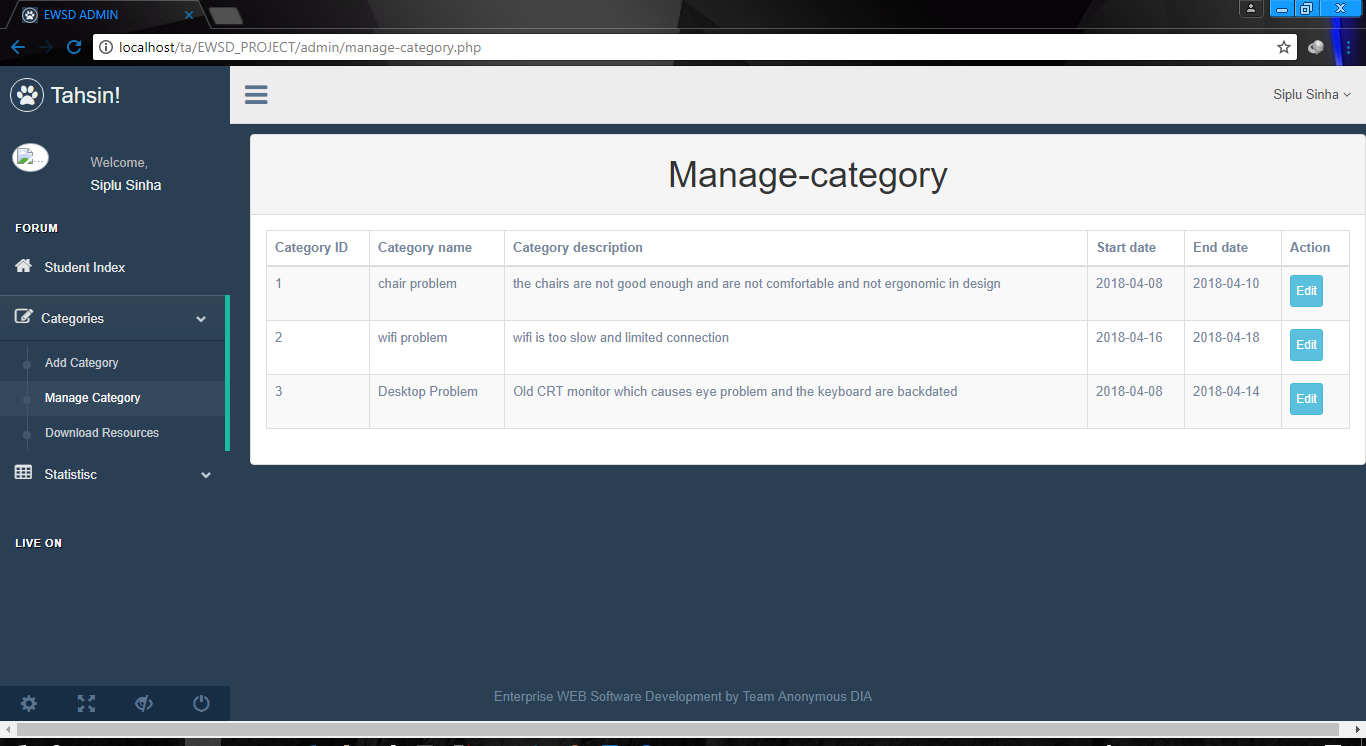 EWSD ADMIN
localhost/ta/EWSD_PROJECT/admin/manage-category.php
Tahsin!
Siplu Sinha
Welcome,
Siplu Sinha
FORUM
Student Index
Categories
Add Category
Manage Category
Download Resources
Statistisc
LIVE ON
Manage-category
Category ID Category name Category description Start date End date Action
1 chair problem the chairs are not good enough and are not comfortable and not ergonomic in design 2018-04-08 2018-04-10 Edit
2 wifi problem wifi is too slow and limited connection 2018-04-16 2018-04-18 Edit
3 Desktop Problem Old CRT monitor which causes eye problem and the keyboard are backdated 2018-04-08 2018-04-14 Edit
Enterprise WEB Software Development by Team Anonymous DIA